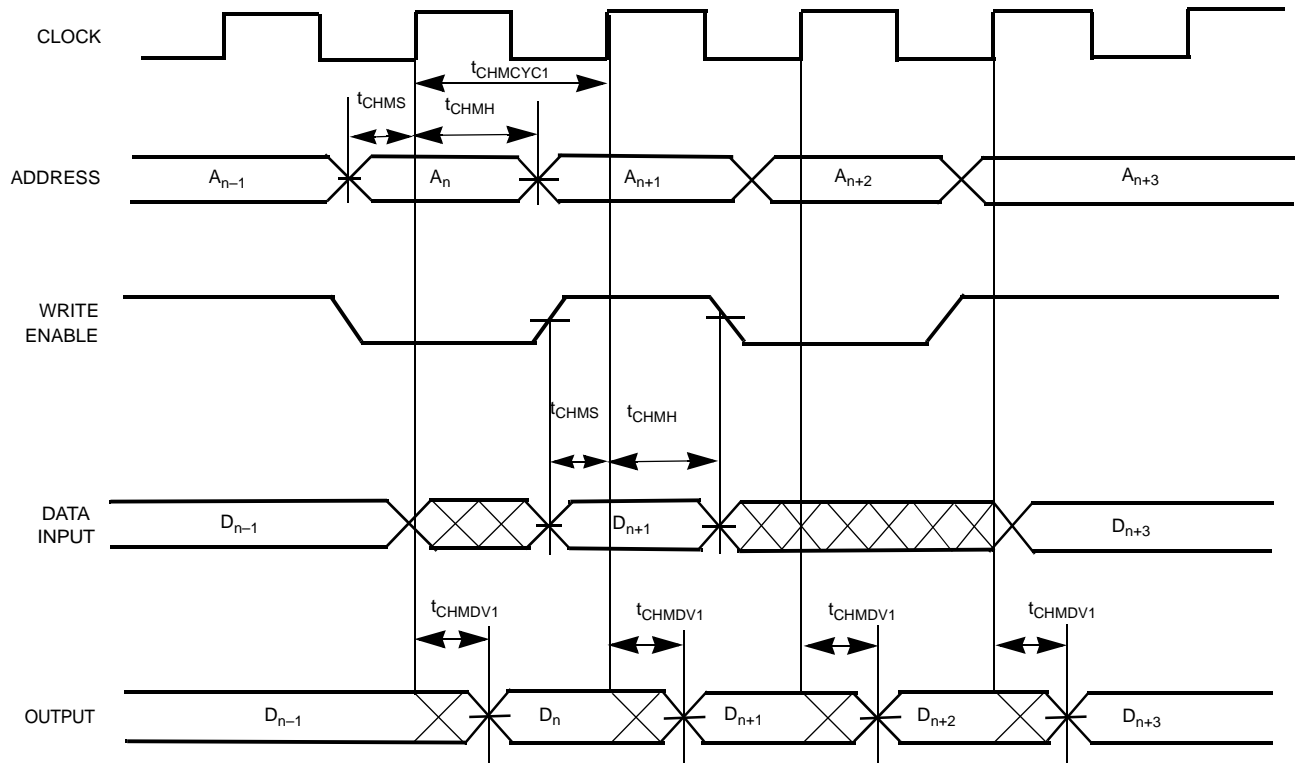 CLOCK
tCHMCYC1
tCHMS
tCHMH
ADDRESS
An–1
An
An+1
An+2
An+3
WRITE
ENABLE
tCHMS
tCHMH
DATA
INPUT
Dn–1
Dn+1
Dn+3
tCHMDV1
tCHMDV1
tCHMDV1
tCHMDV1
OUTPUT
Dn–1
Dn
Dn+1
Dn+2
Dn+3